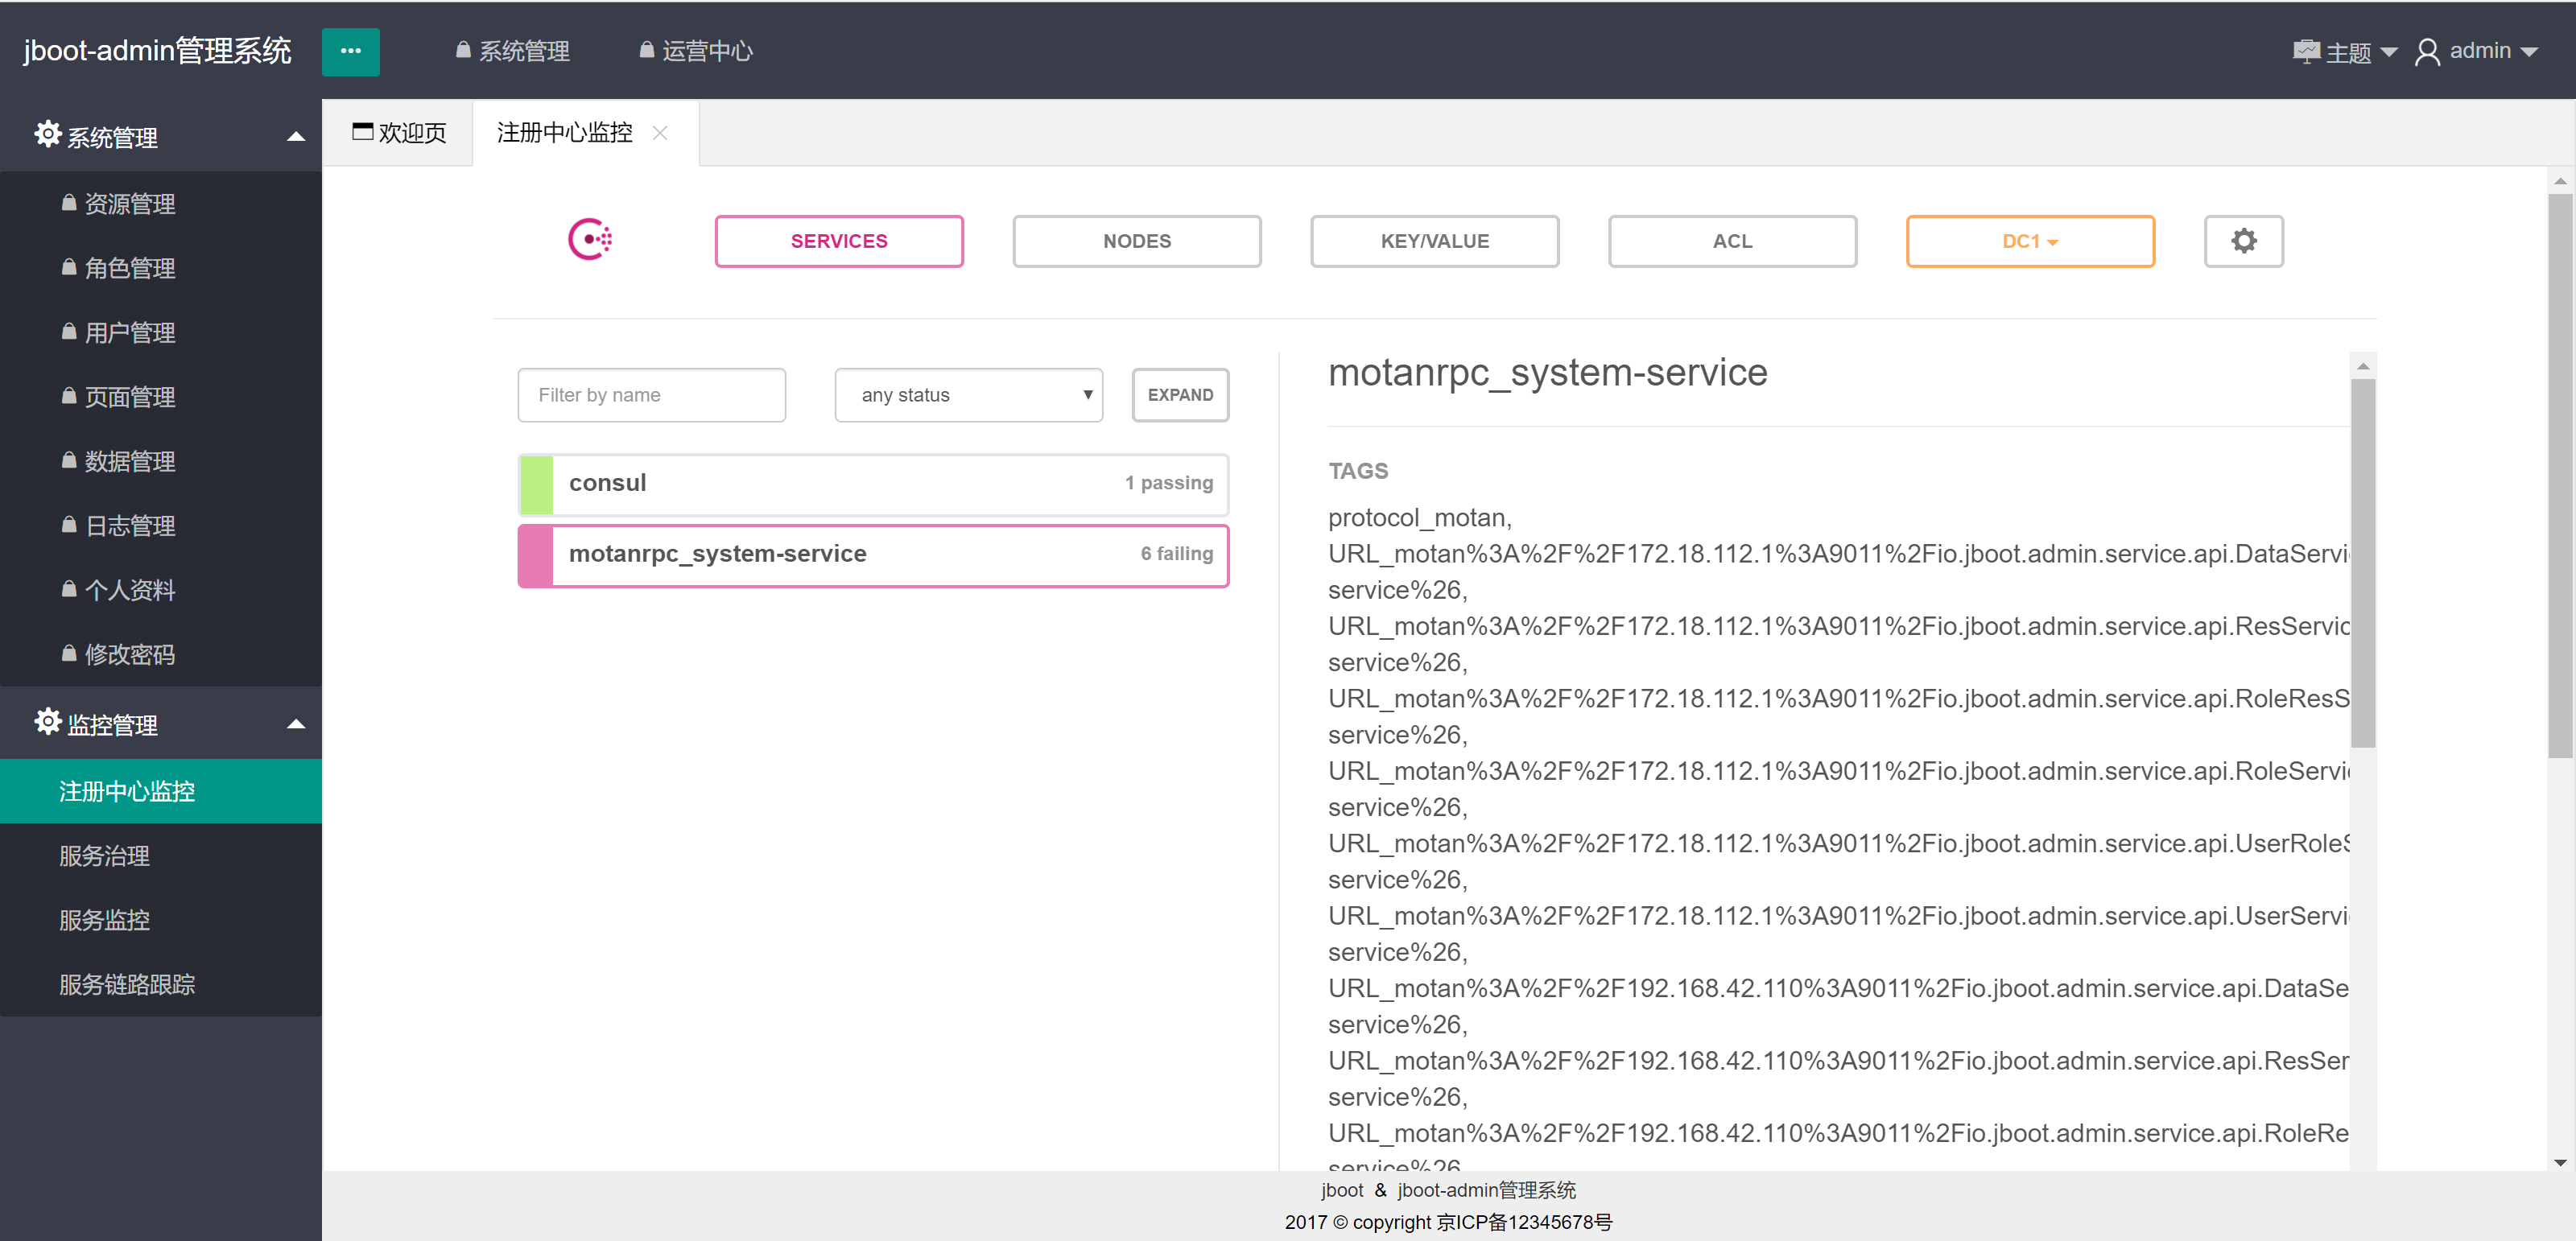 jboot-admin管理系统
系统管理
运营中心
主题
admin
系统管理
资源管理
角色管理
用户管理
页面管理
数据管理
日志管理
个人资料
修改密码
监控管理
注册中心监控
服务治理
服务监控
服务链路跟踪
欢迎页
注册中心监控
SERVICES
NODES
KEY/VALUE
ACL
DC1
Filter by name
any status
EXPAND
consul
1 passing
motanrpc_system-service
6 failing
motanrpc_system-service
TAGS
protocol_motan,
URL_motan%3A%2F%2F172.18.112.1%3A9011%2Fio.jboot.admin.service.api.DataServi
service%26,
URL_motan%3A%2F%2F172.18.112.1%3A9011%2Fio.jboot.admin.service.api.ResServic
service%26,
URL_motan%3A%2F%2F172.18.112.1%3A9011%2Fio.jboot.admin.service.api.RoleResS
service%26,
URL_motan%3A%2F%2F172.18.112.1%3A9011%2Fio.jboot.admin.service.api.RoleServi
service%26,
URL_motan%3A%2F%2F172.18.112.1%3A9011%2Fio.jboot.admin.service.api.UserRoleS
service%26,
URL_motan%3A%2F%2F172.18.112.1%3A9011%2Fio.jboot.admin.service.api.UserServi
service%26,
URL_motan%3A%2F%2F192.168.42.110%3A9011%2Fio.jboot.admin.service.api.DataSe
service%26,
URL_motan%3A%2F%2F192.168.42.110%3A9011%2Fio.jboot.admin.service.api.ResSer
service%26,
URL_motan%3A%2F%2F192.168.42.110%3A9011%2Fio.jboot.admin.service.api.RoleRe
service%26
jboot & jboot-admin管理系统
2017 © copyright 京ICP备12345678号